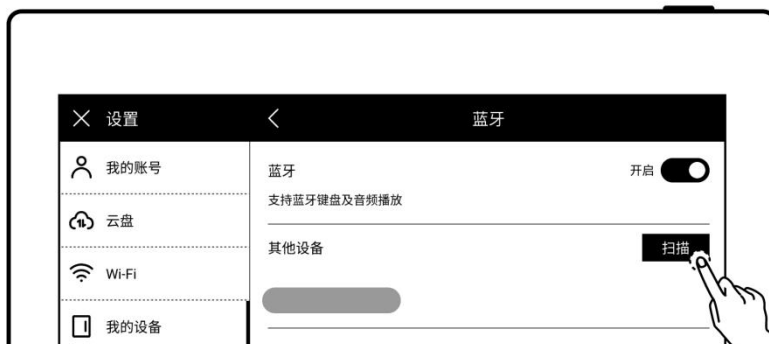 设置
蓝牙
我的账号
云盘
Wi-Fi
我的设备
蓝牙
开启
支持蓝牙键盘及音频播放
其他设备
扫描